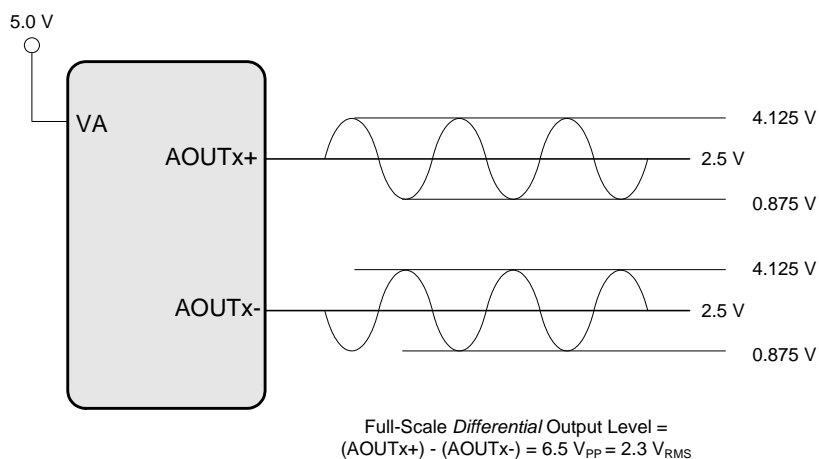 5.0 V
VA
AOUTx+
4.125 V
2.5 V
0.875 V
AOUTx-
4.125 V
2.5 V
0.875 V
Full-Scale Differential Output Level =
(AOUTx+) - (AOUTx-) = 6.5 VPP = 2.3 VRMS